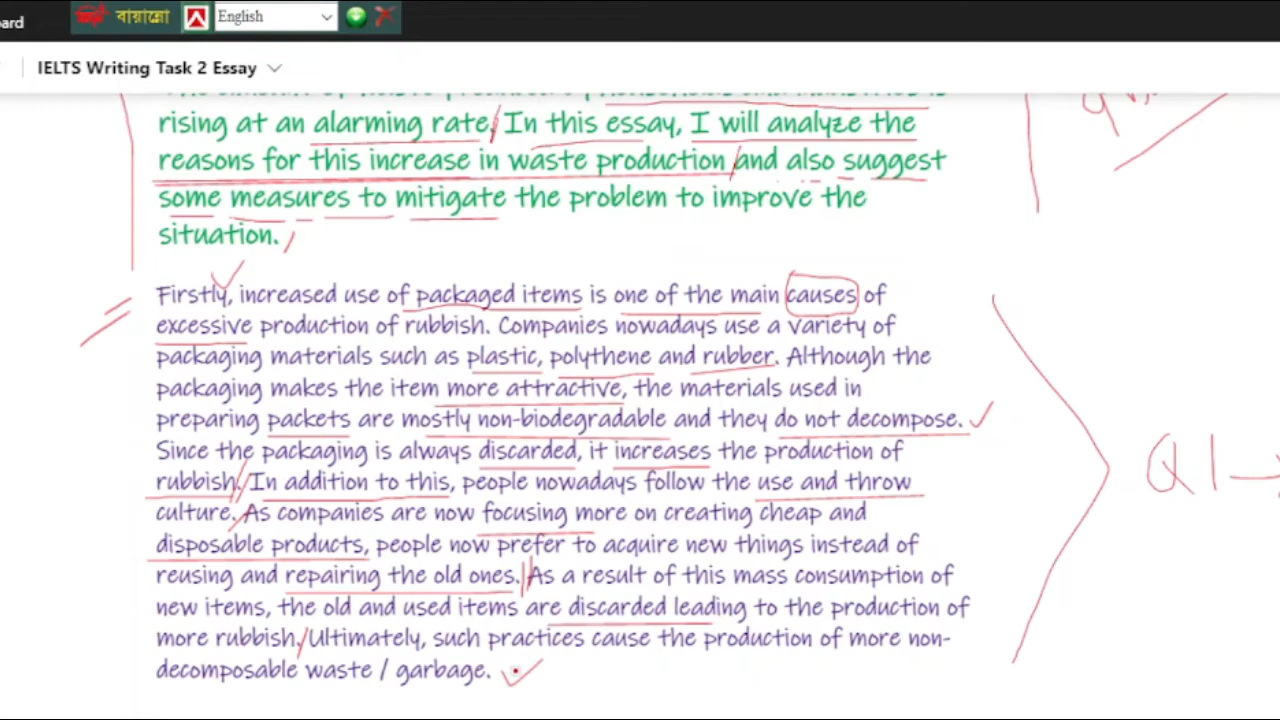 ard
বায়ান্নো
English
IELTS Writing Task 2 Essay
rising at an alarming rate. In this essay, I will analyze the
reasons for this increase in waste production and also suggest
some measures to mitigate the problem to improve the
situation.
Firstly, increased use of packaged items is one of the main causes of
excessive production of rubbish. Companies nowadays use a variety of
packaging materials such as plastic, polythene and rubber. Although the
packaging makes the item more attractive, the materials used in
preparing packets are mostly non-biodegradable and they do not decompose.
Since the packaging is always discarded, it increases the production of
rubbish. In addition to this, people nowadays follow the use and throw
culture. As companies are now focusing more on creating cheap and
disposable products, people now prefer to acquire new things instead of
reusing and repairing the old ones. As a result of this mass consumption of
new items, the old and used items are discarded leading to the production of
more rubbish. Ultimately, such practices cause the production of more non-
decomposable waste / garbage.
Q1